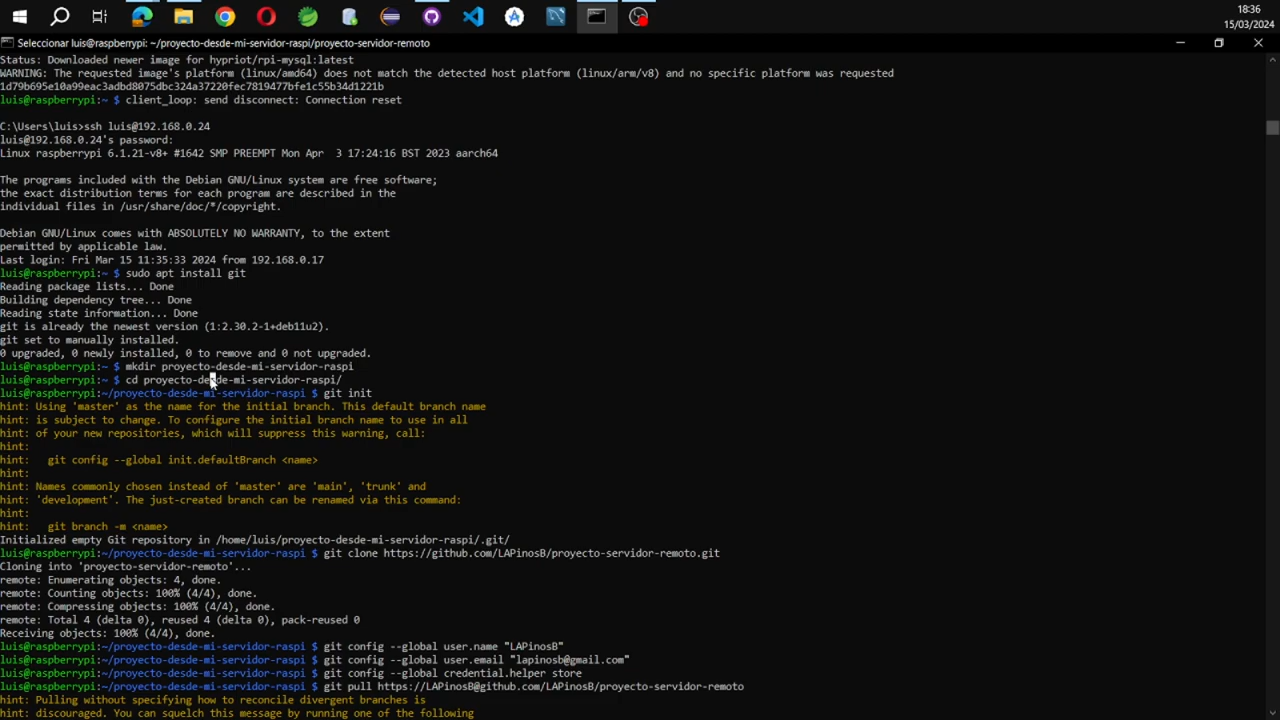 18:36
15/03/2024
Seleccionar luis@raspberrypi: ~/proyecto-desde-mi-servidor-raspi/proyecto-servidor-remoto
Status: Downloaded newer image for hypriot/rpi-mysql:latest
WARNING: The requested image's platform (linux/amd64) does not match the detected host platform (linux/arm/v8) and no specific platform was requested
1d79b695e10a99eac3adbd8075dbc324a37220fec7819477bfe1c55b34d1221b
luis@raspberrypi:~ $ client_loop: send disconnect: Connection reset
C:\Users\luis>ssh luis@192.168.0.24
luis@192.168.0.24's password:
Linux raspberrypi 6.1.21-v8+ #1642 SMP PREEMPT Mon Apr  3 17:24:16 BST 2023 aarch64
The programs included with the Debian GNU/Linux system are free software;
the exact distribution terms for each program are described in the
individual files in /usr/share/doc/*/copyright.
Debian GNU/Linux comes with ABSOLUTELY NO WARRANTY, to the extent
permitted by applicable law.
Last login: Fri Mar 15 11:35:33 2024 from 192.168.0.17
luis@raspberrypi:~ $ sudo apt install git
Reading package lists... Done
Building dependency tree... Done
Reading state information... Done
git is already the newest version (1:2.30.2-1+deb11u2).
git set to manually installed.
0 upgraded, 0 newly installed, 0 to remove and 0 not upgraded.
luis@raspberrypi:~ $ mkdir proyecto-desde-mi-servidor-raspi
luis@raspberrypi:~ $ cd proyecto-desde-mi-servidor-raspi/
luis@raspberrypi:~/proyecto-desde-mi-servidor-raspi $ git init
hint: Using 'master' as the name for the initial branch. This default branch name
hint: is subject to change. To configure the initial branch name to use in all
hint: of your new repositories, which will suppress this warning, call:
hint:
hint:   git config --global init.defaultBranch <name>
hint:
hint: Names commonly chosen instead of 'master' are 'main', 'trunk' and
hint: 'development'. The just-created branch can be renamed via this command:
hint:
hint:   git branch -m <name>
Initialized empty Git repository in /home/luis/proyecto-desde-mi-servidor-raspi/.git/
luis@raspberrypi:~/proyecto-desde-mi-servidor-raspi $ git clone https://github.com/LAPinosB/proyecto-servidor-remoto.git
Cloning into 'proyecto-servidor-remoto'...
remote: Enumerating objects: 4, done.
remote: Counting objects: 100% (4/4), done.
remote: Compressing objects: 100% (4/4), done.
remote: Total 4 (delta 0), reused 4 (delta 0), pack-reused 0
Receiving objects: 100% (4/4), done.
luis@raspberrypi:~/proyecto-desde-mi-servidor-raspi $ git config --global user.name "LAPinosB"
luis@raspberrypi:~/proyecto-desde-mi-servidor-raspi $ git config --global user.email "lapinosb@gmail.com"
luis@raspberrypi:~/proyecto-desde-mi-servidor-raspi $ git config --global credential.helper store
luis@raspberrypi:~/proyecto-desde-mi-servidor-raspi $ git pull https://LAPinosB@github.com/LAPinosB/proyecto-servidor-remoto
hint: Pulling without specifying how to reconcile divergent branches is
hint: discouraged. You can squelch this message by running one of the following